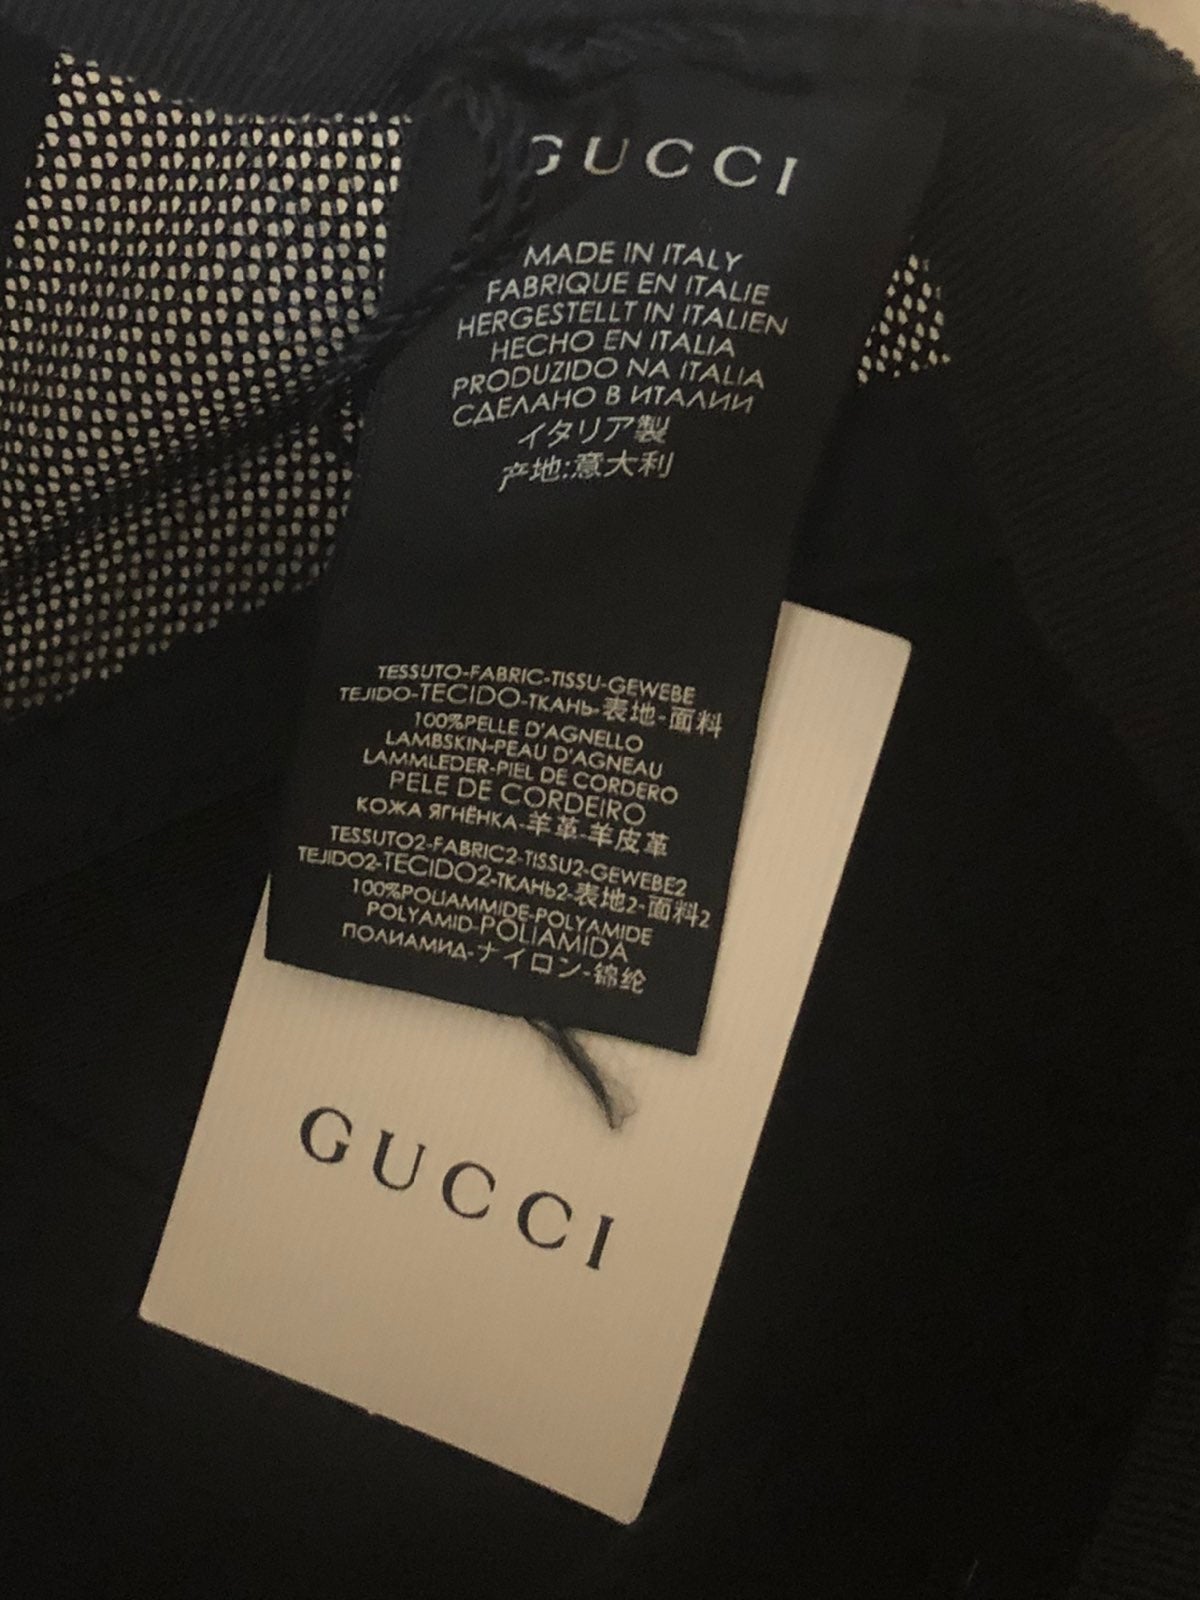 GUCCI
MADE IN ITALY
FABRIQUE EN ITALIE
HERGESTELLT IN ITALIEN
HECHO EN ITALIA
PRODUZIDO NA ITALIA
СДЕЛАНО В ИТАЛИИ
イタリア製
产地:意大利
TESSUTO-FABRIC-TISSU-GEWEBE
TEJIDO-TECIDO-ТКАНЬ-表地-面料
100%PELLE D'AGNELLO
LAMBSKIN-PEAU D'AGNEAU
LAMMLEDER-PIEL DE CORDERO
PELE DE CORDEIRO
КОЖА ЯГНЁНКА-羊革-羊皮革
TESSUTO2-FABRIC2-TISSU2-GEWEBE2
TEJIDO2-TECIDO2-ТКАНЬ2-表地2-面料2
100%POLIAMMIDE-POLYAMIDE
POLYAMID-POLIAMIDA
ПОЛИАМИД-ナイロン-锦纶
GUCCI